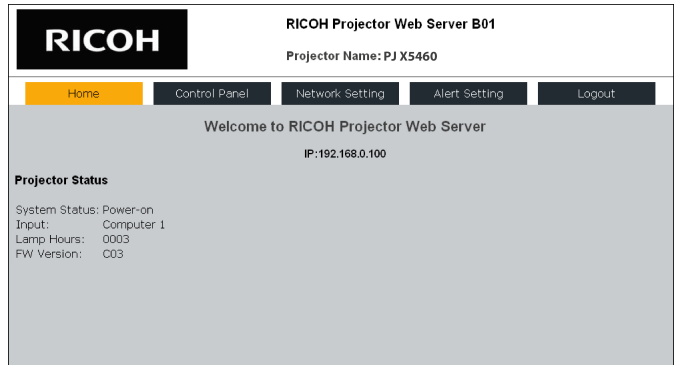 RICOH
RICOH Projector Web Server B01
Projector Name: PJ X5460
Home Control Panel Network Setting Alert Setting Logout
Welcome to RICOH Projector Web Server
IP:192.168.0.100
Projector Status
System Status: Power-on
Input: Computer 1
Lamp Hours: 0003
FW Version: C03